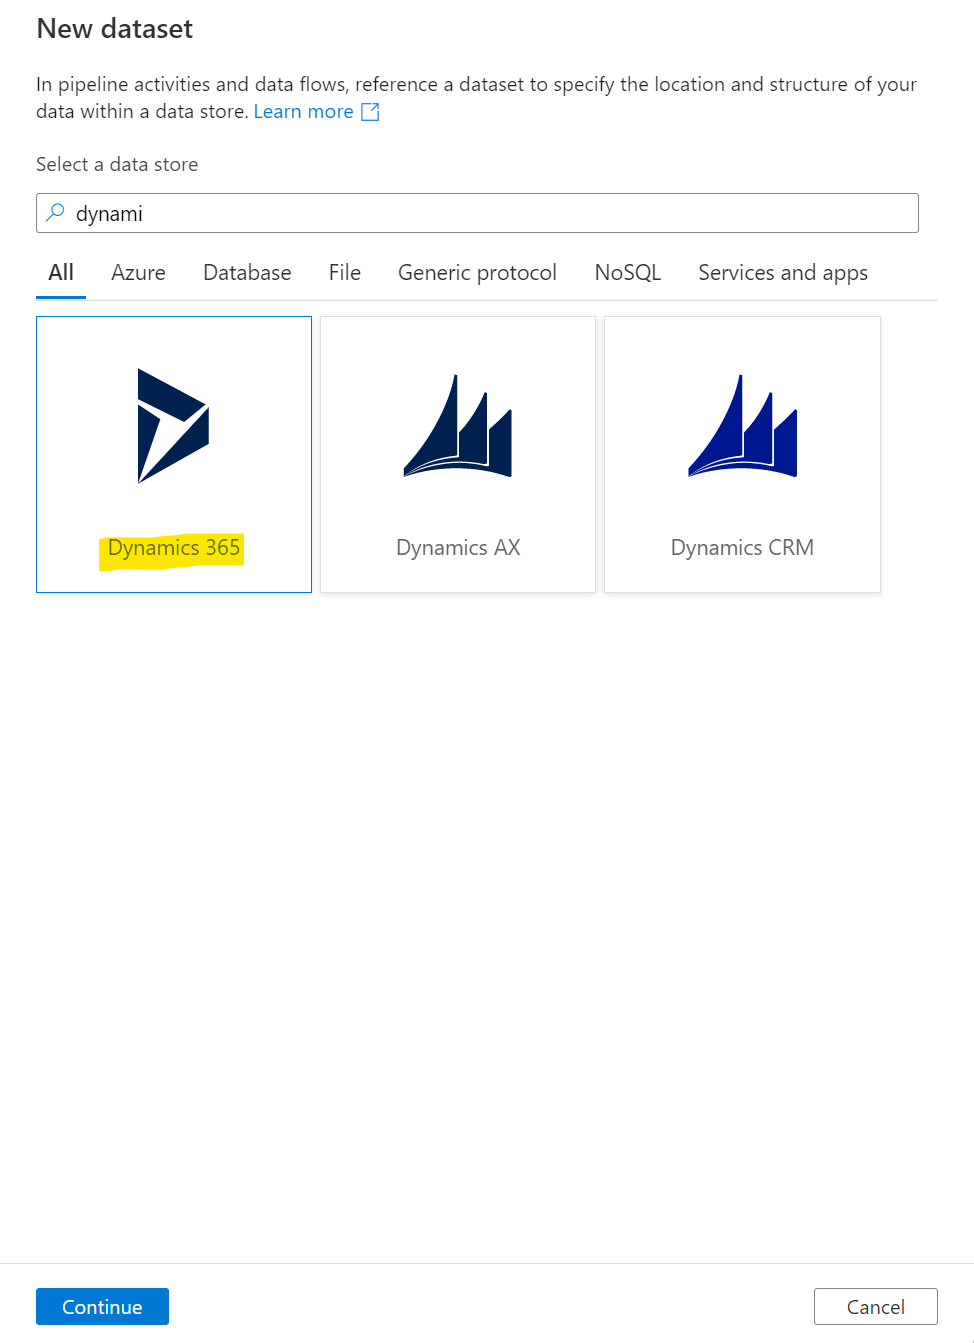 New dataset
In pipeline activities and data flows, reference a dataset to specify the location and structure of your
data within a data store. Learn more
Select a data store
dynami
All Azure Database File Generic protocol NoSQL Services and apps
Dynamics 365 Dynamics AX Dynamics CRM
Continue Cancel